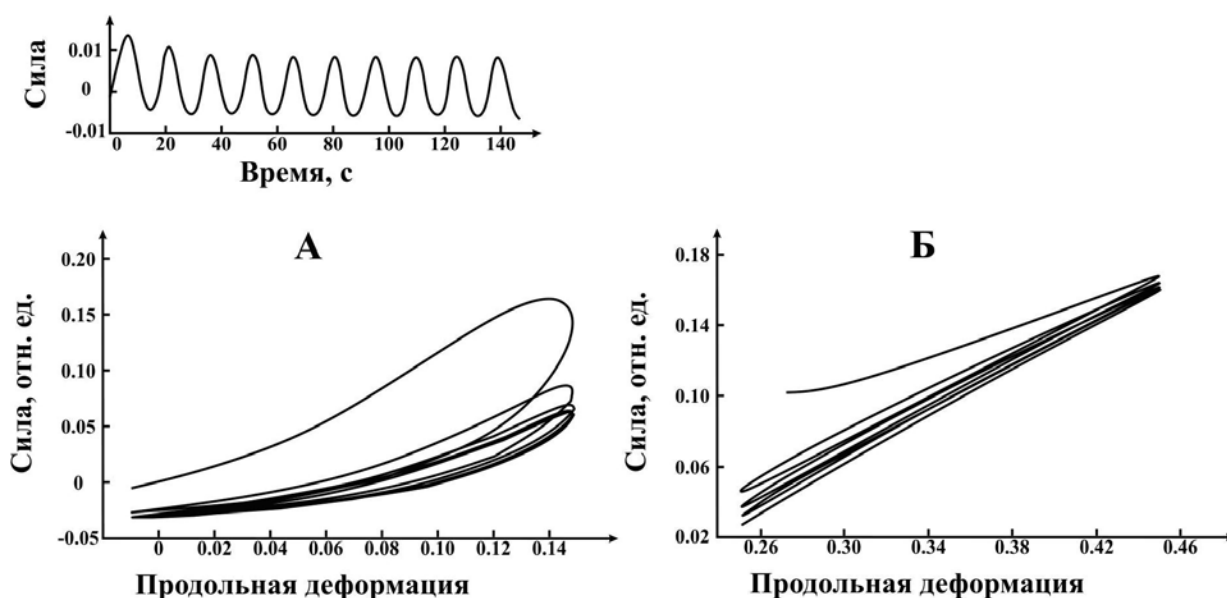 Сила
0.01
0
-0.01
0 20 40 60 80 100 120 140
Время, с
А
Сила, отн. ед.
0.20
0.15
0.10
0.05
0
-0.05
0 0.02 0.04 0.06 0.08 0.10 0.12 0.14
Продольная деформация
Б
Сила, отн. ед.
0.18
0.14
0.10
0.06
0.02
0.26 0.30 0.34 0.38 0.42 0.46
Продольная деформация